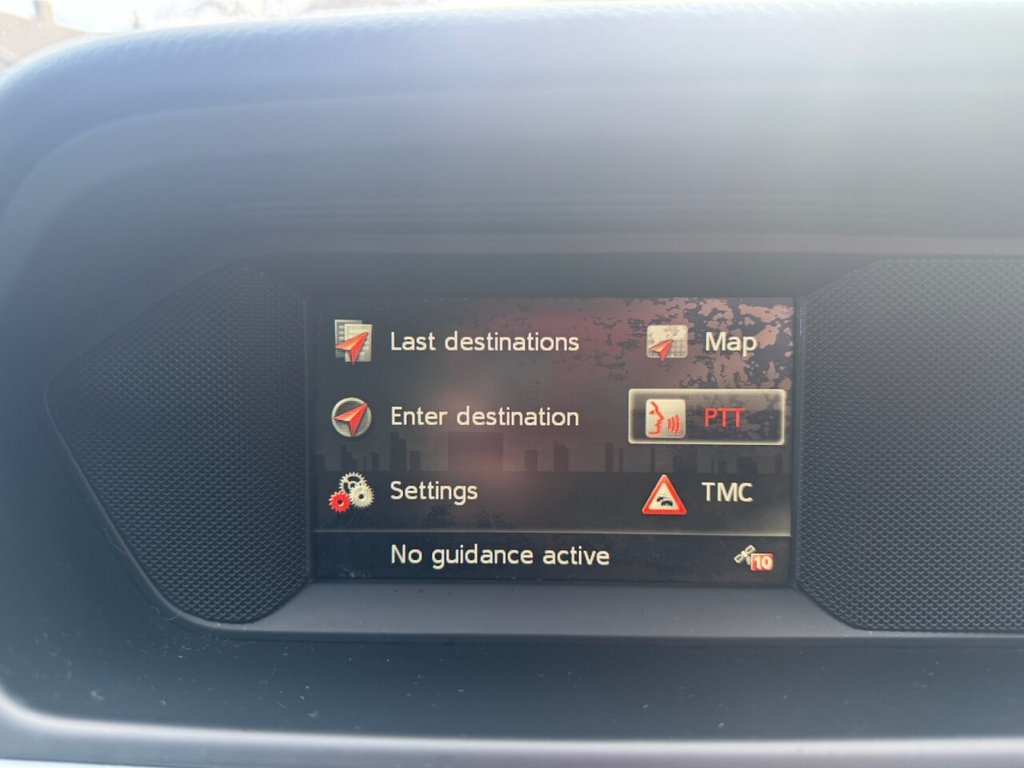 Last destinations Map
Enter destination PTT
Settings TMC
No guidance active 10